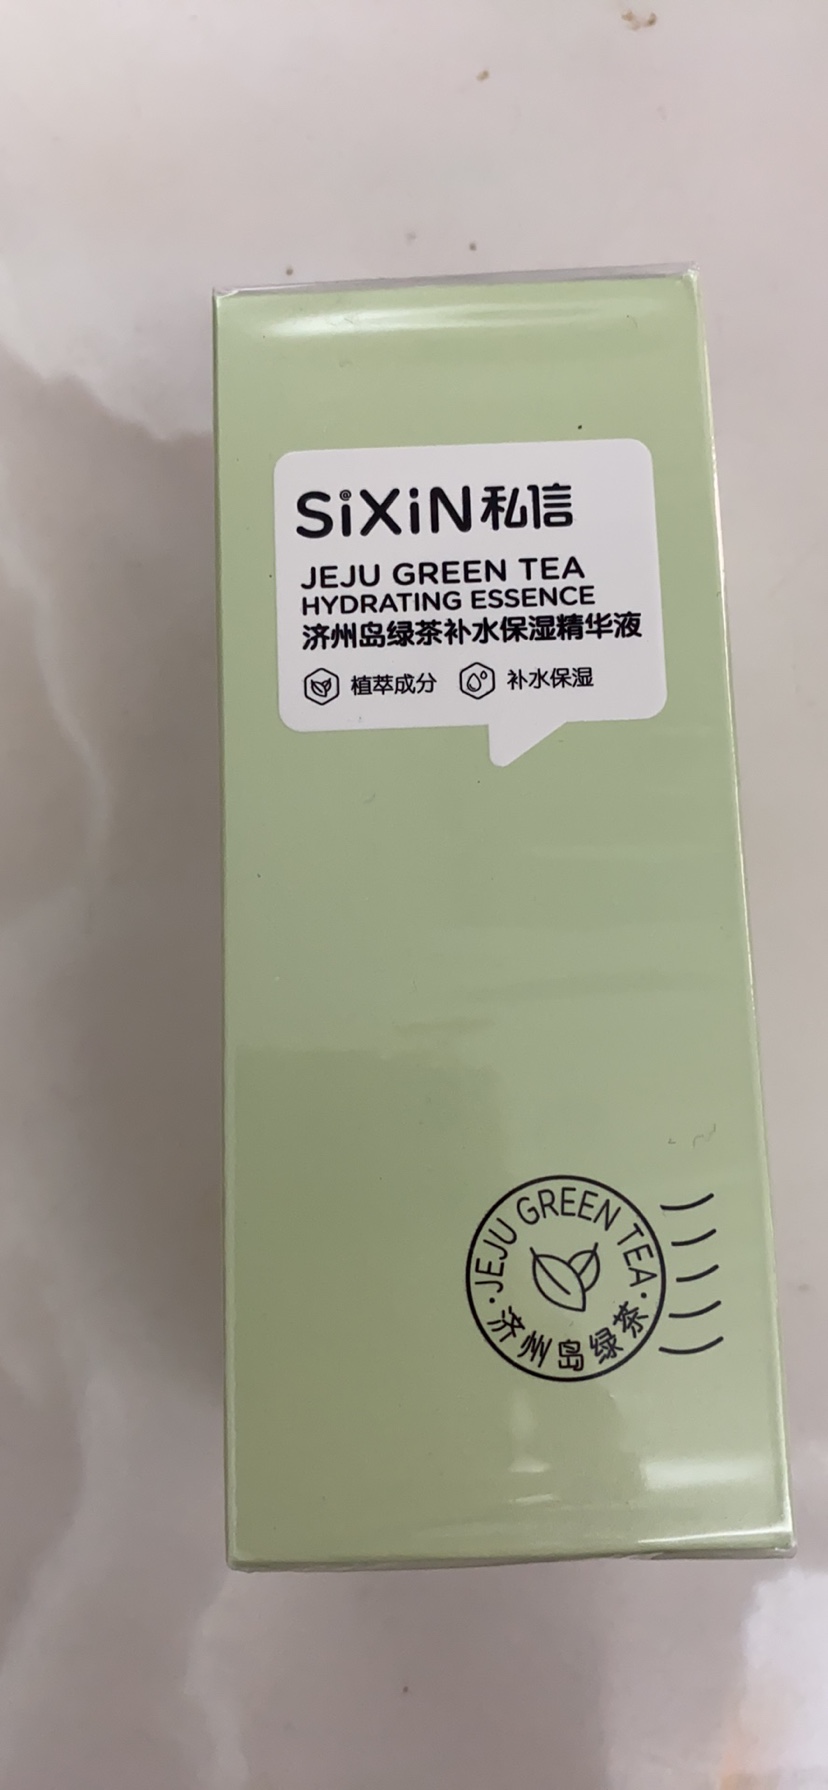 SiXiN私信
JEJU GREEN TEA
HYDRATING ESSENCE
济州岛绿茶补水保湿精华液
植萃成分 补水保湿
·JEJU GREEN TEA·
济州岛绿茶